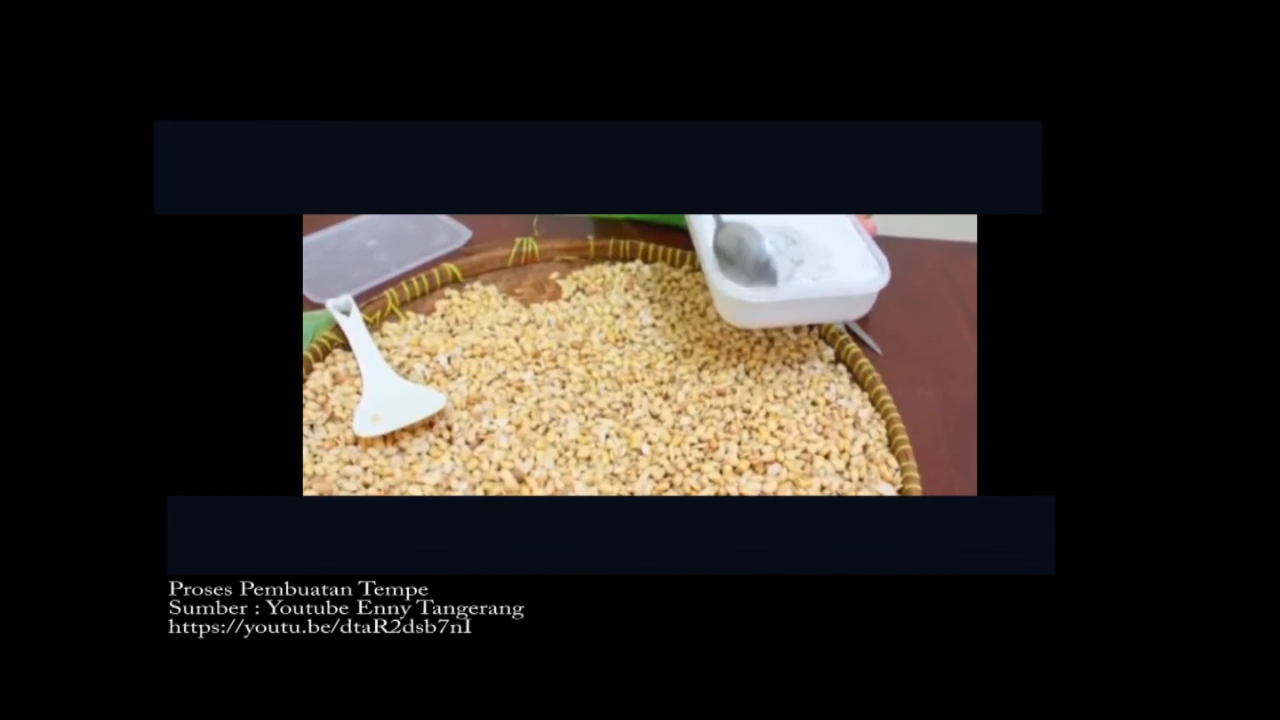 Proses Pembuatan Tempe
Sumber : Youtube Enny Tangerang
https://youtu.be/dtaR2dsb7nI